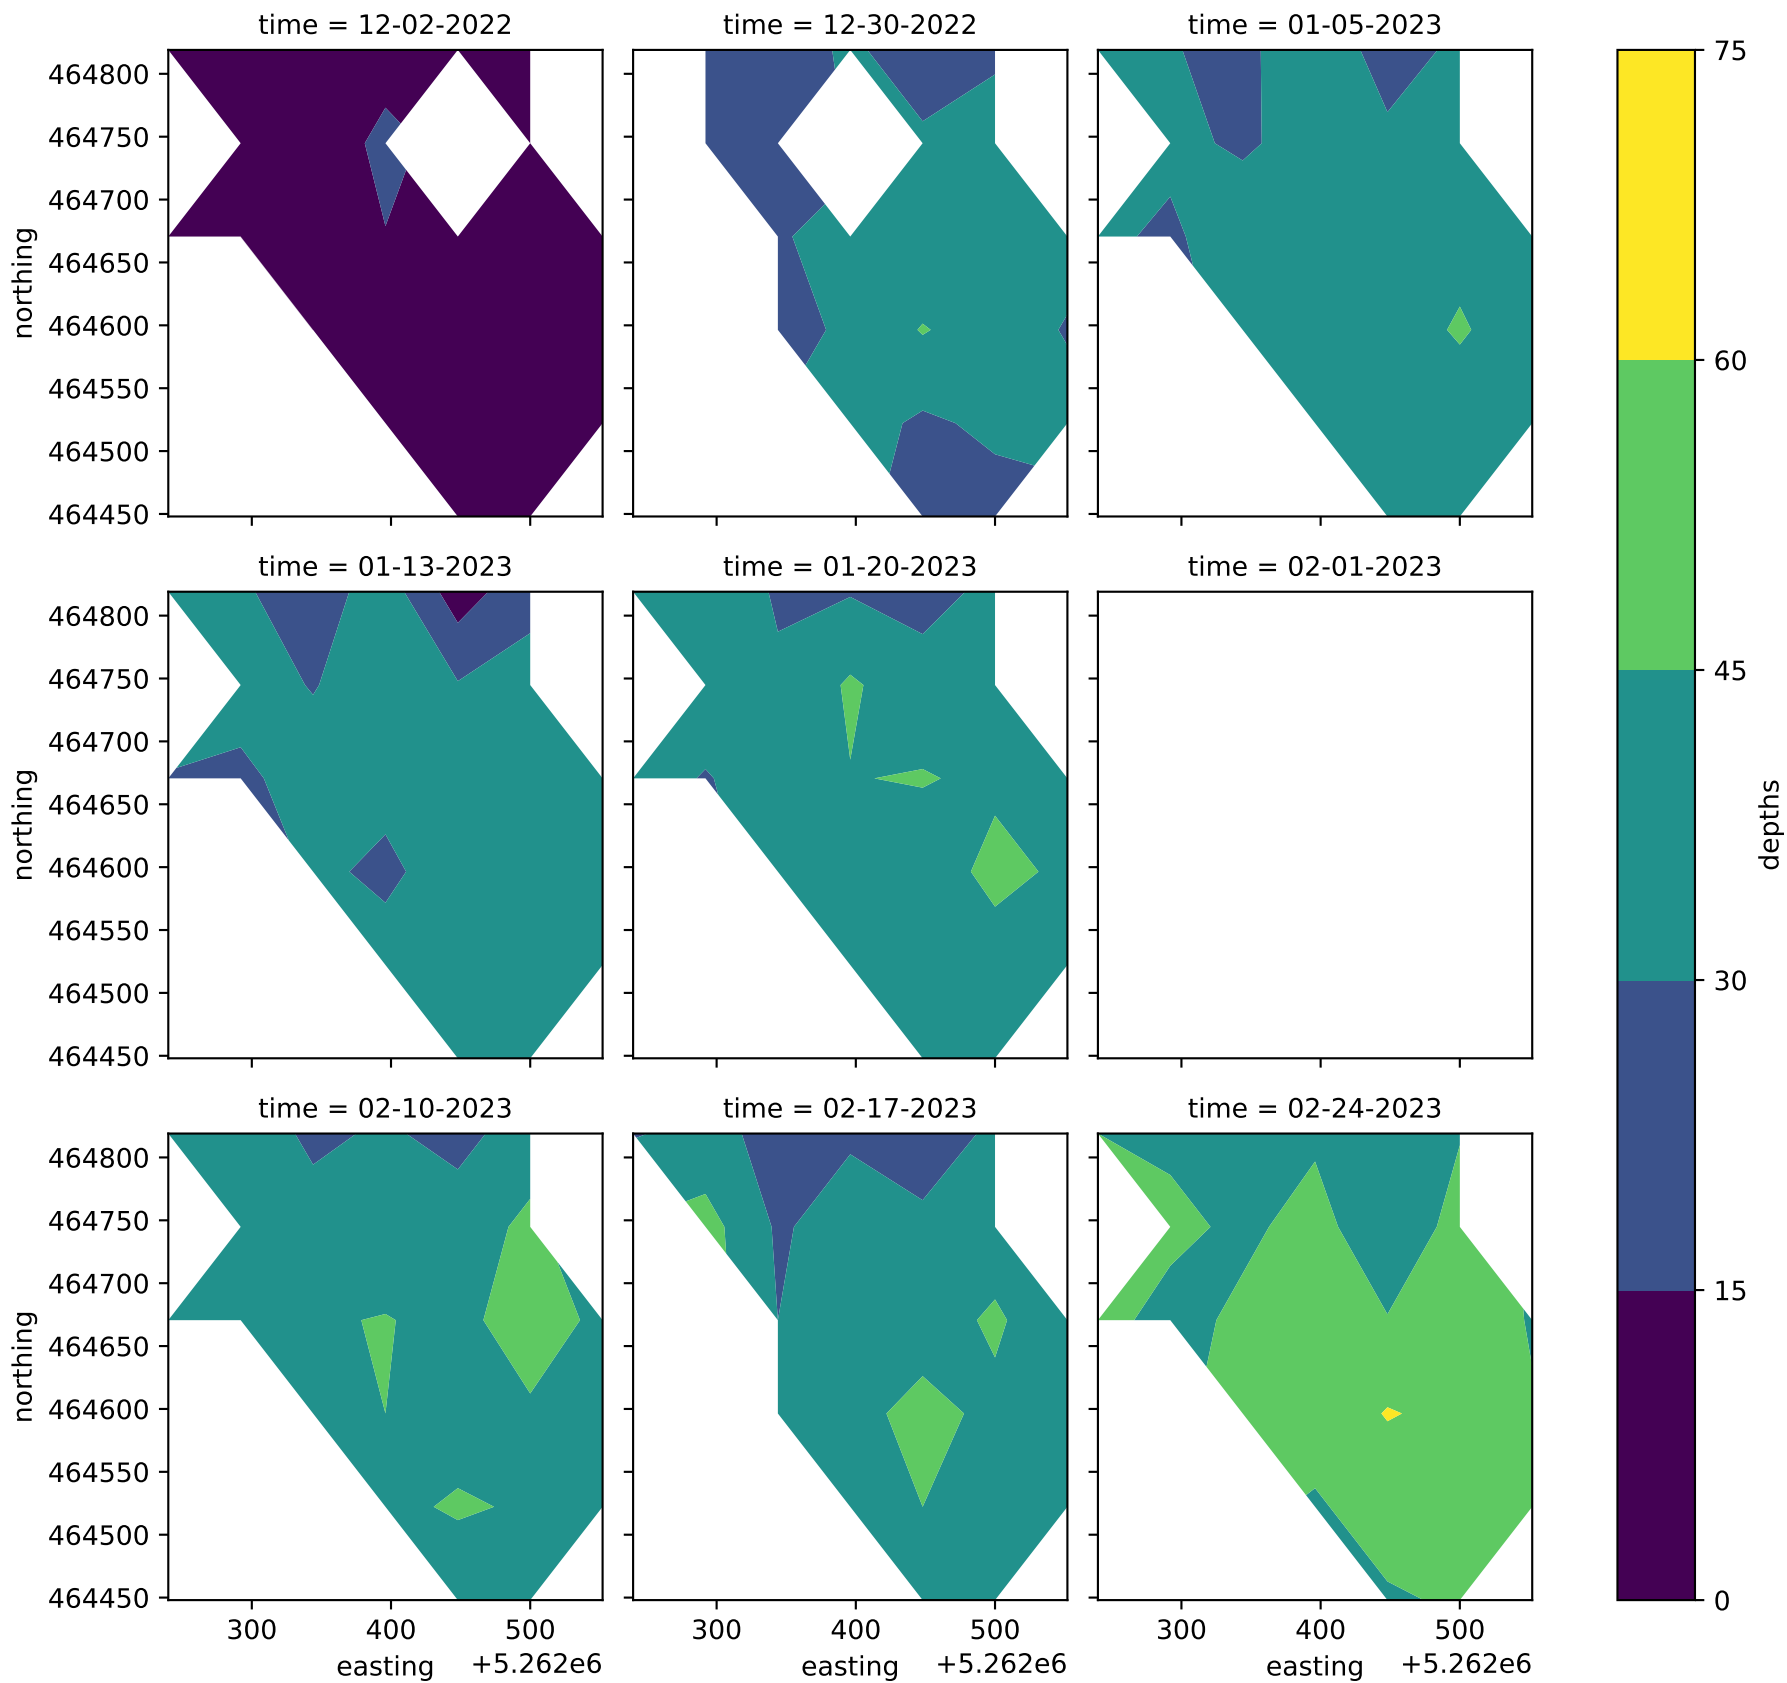 time = 12-02-2022
time = 12-30-2022
time = 01-05-2023
464800
464750
464700
464650
464600
464550
464500
464450
northing
time = 01-13-2023
time = 01-20-2023
time = 02-01-2023
464800
464750
464700
464650
464600
464550
464500
464450
northing
time = 02-10-2023
time = 02-17-2023
time = 02-24-2023
464800
464750
464700
464650
464600
464550
464500
464450
northing
300 400 500
easting +5.262e6
300 400 500
easting +5.262e6
300 400 500
easting +5.262e6
75
60
45
30
15
0
depths